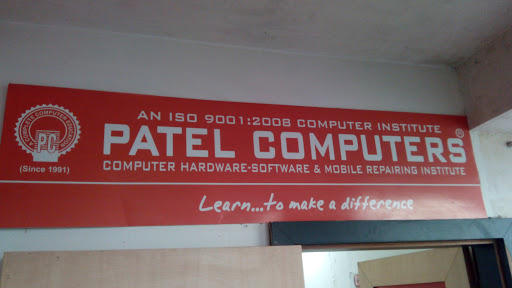 AN ISO 9001:2008 COMPUTER INSTITUTE
PATEL COMPUTERS®
COMPUTER HARDWARE-SOFTWARE & MOBILE REPAIRING INSTITUTE
Learn...to make a difference
PC
(Since 1991)